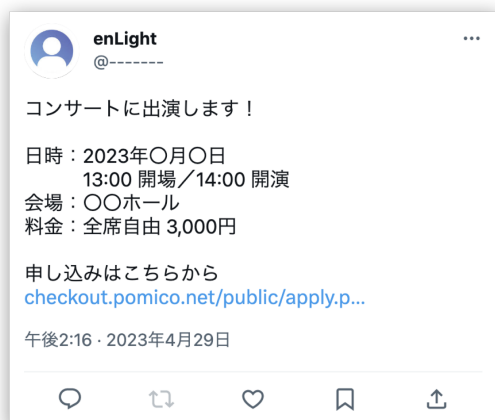 enLight
@-------
コンサートに出演します！
日時：2023年〇月〇日
13:00 開場／14:00 開演
会場：〇〇ホール
料金：全席自由 3,000円
申し込みはこちらから
checkout.pomico.net/public/apply.p...
午後2:16 · 2023年4月29日